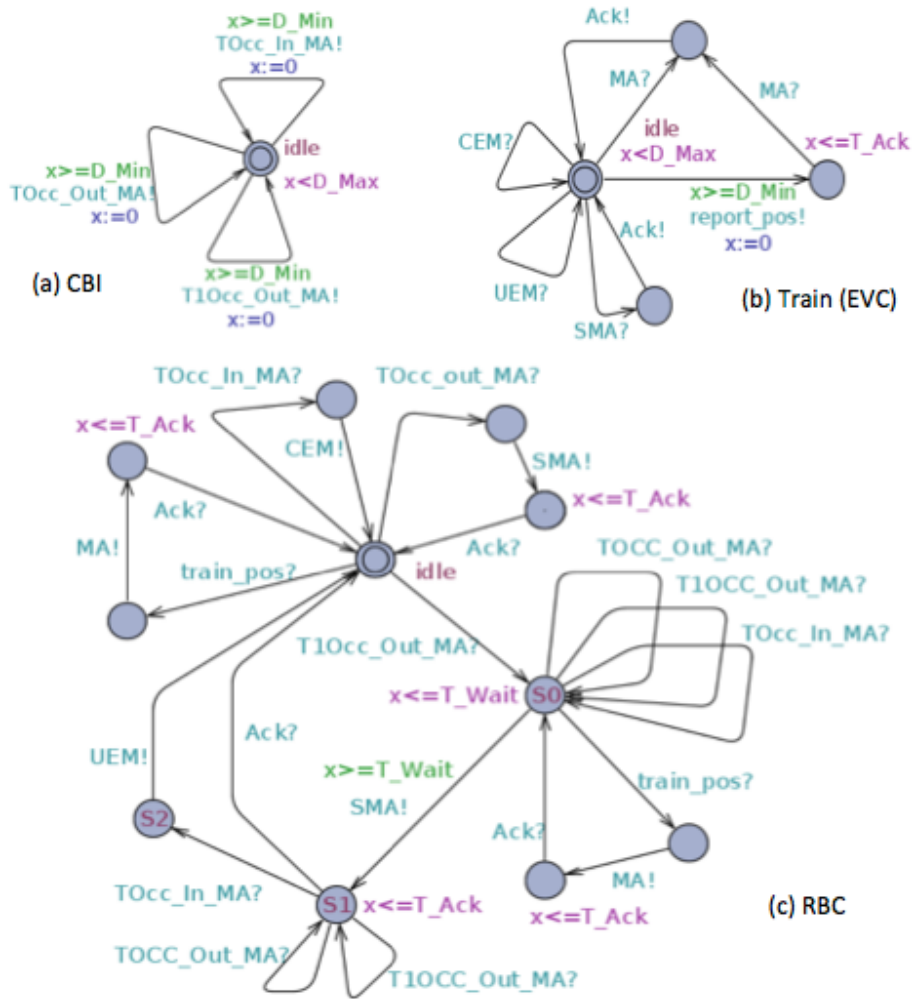 x>=D_Min
TOcc_In_MA!
x:=0
idle
x<D_Max
x>=D_Min
TOcc_Out_MA!
x:=0
x>=D_Min
T1Occ_Out_MA!
x:=0
(a) CBI
Ack!
MA?
MA?
CEM?
idle
x<D_Max
x<=T_Ack
x>=D_Min
report_pos!
x:=0
Ack!
UEM?
SMA?
(b) Train (EVC)
TOcc_In_MA?
TOcc_out_MA?
x<=T_Ack
CEM!
SMA!
Ack?
x<=T_Ack
MA!
Ack?
train_pos?
idle
TOCC_Out_MA?
T1OCC_Out_MA?
TOcc_In_MA?
T1Occ_Out_MA?
x<=T_Wait
S0
UEM!
Ack?
x>=T_Wait
SMA!
train_pos?
S2
Ack?
MA!
TOcc_In_MA?
S1
x<=T_Ack
x<=T_Ack
(c) RBC
TOCC_Out_MA?
T1OCC_Out_MA?